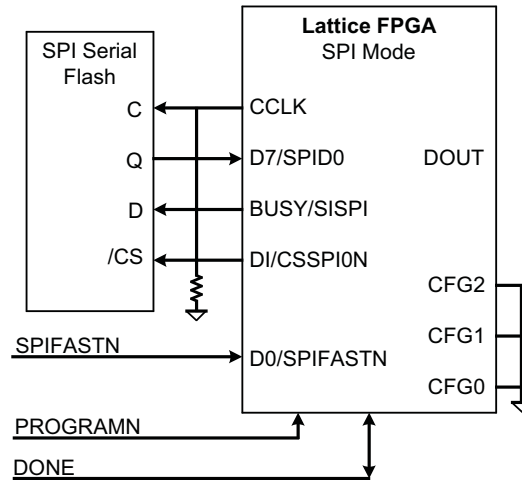 SPI Serial
Flash
C
Q
D
/CS
Lattice FPGA
SPI Mode
CCLK
D7/SPID0
DOUT
BUSY/SISPI
DI/CSSPI0N
CFG2
CFG1
D0/SPIFASTN
CFG0
SPIFASTN
PROGRAMN
DONE